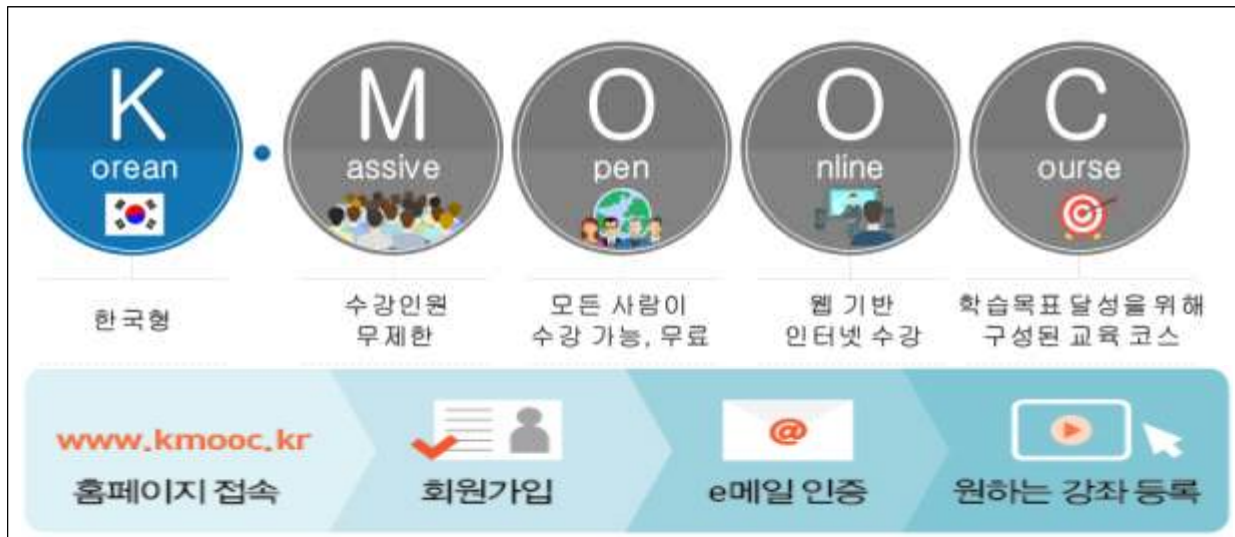 K
orean
M
assive
O
pen
O
nline
C
ourse
한국형
수강인원
무제한
모든 사람이
수강 가능, 무료
웹 기반
인터넷 수강
학습목표 달성을 위해
구성된 교육 코스
www.kmooc.kr
홈페이지 접속
회원가입
@
e메일 인증
원하는 강좌 등록